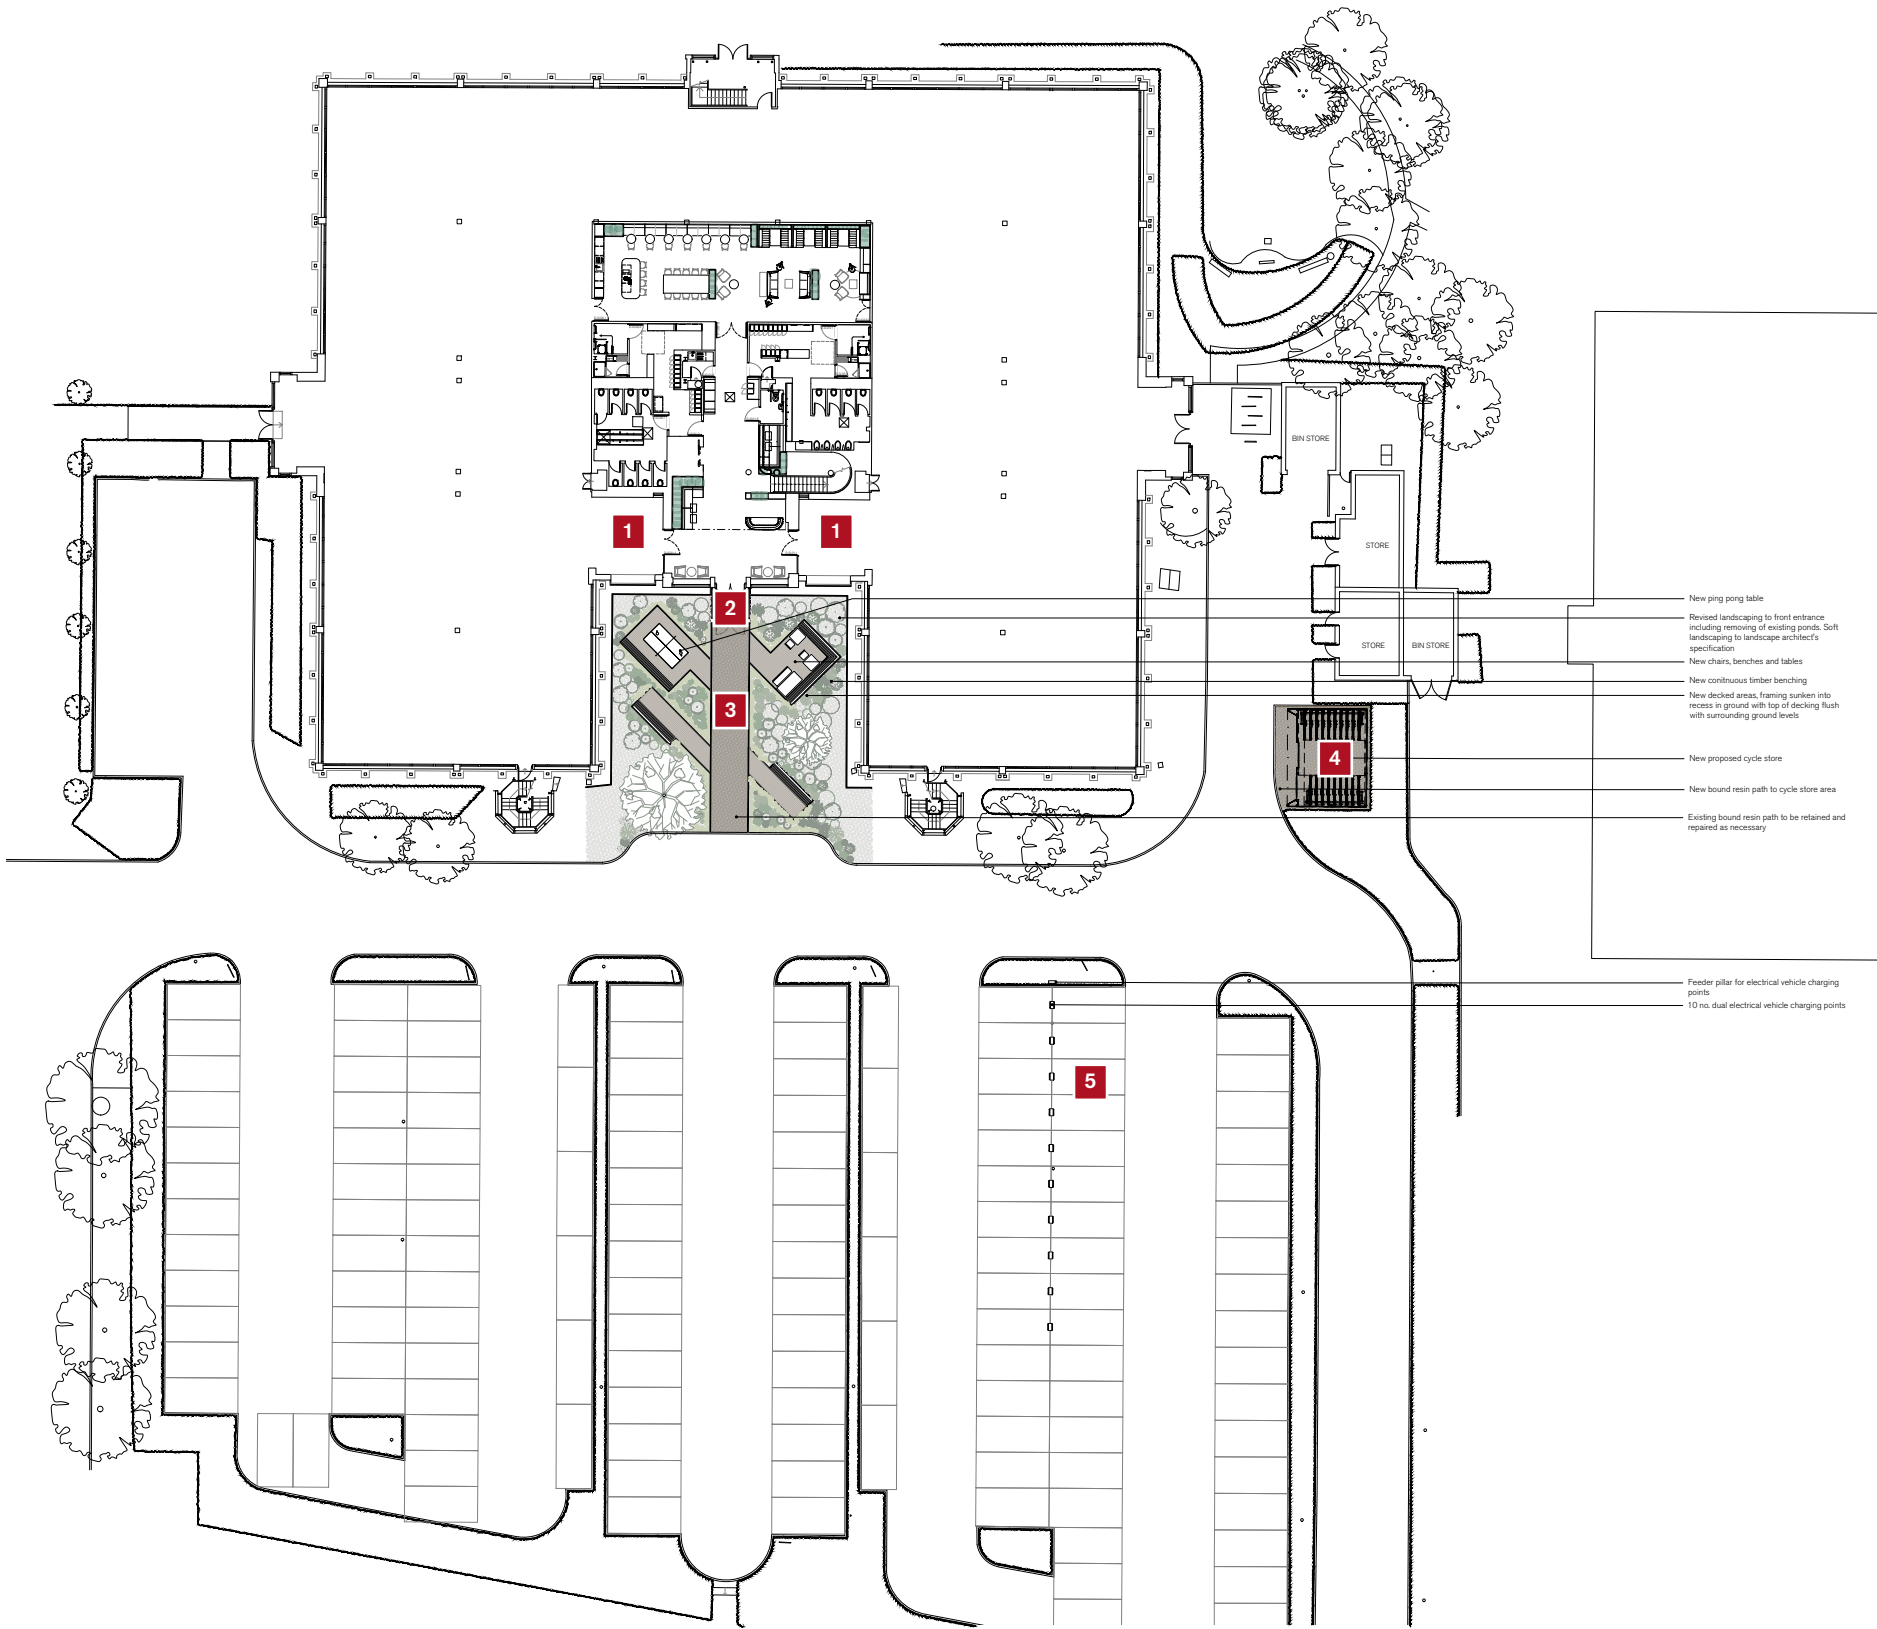 BIN STORE
1
1
STORE
2
New ping pong table
Revised landscaping to front entrance
including removing of existing ponds. Soft
landscaping to landscape architect's
specification
STORE
BIN STORE
New chairs, benches and tables
New conitnuous timber benching
New decked areas, framing sunken into
recess in ground with top of decking flush
with surrounding ground levels
3
4
New proposed cycle store
New bound resin path to cycle store area
Existing bound resin path to be retained and
repaired as necessary
Feeder pillar for electrical vehicle charging
points
10 no. dual electrical vehicle charging points
5